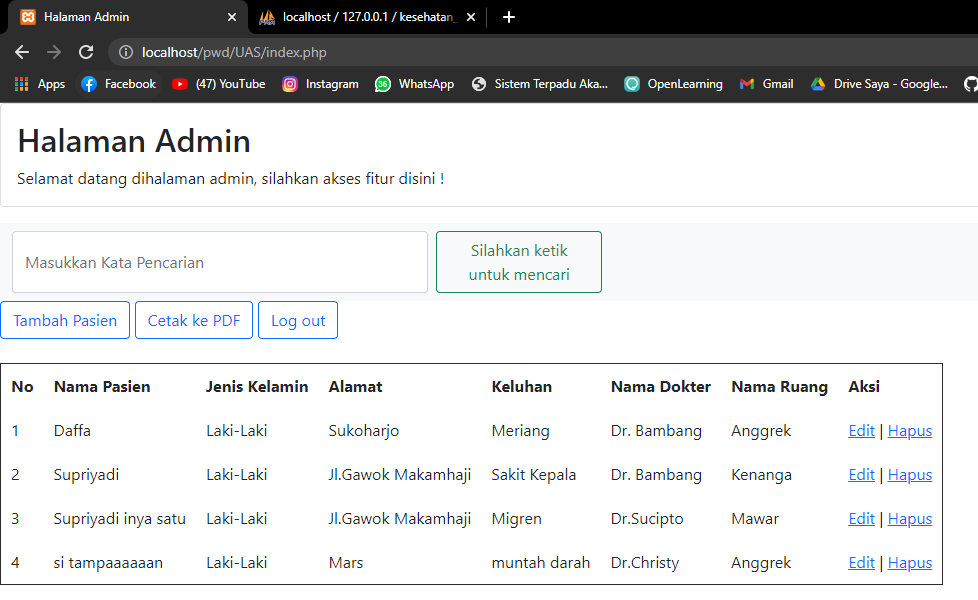 Halaman Admin
localhost / 127.0.0.1 / kesehatan_
localhost/pwd/UAS/index.php
Apps Facebook (47) YouTube Instagram 36 WhatsApp Sistem Terpadu Aka... OpenLearning Gmail Drive Saya - Google...
Halaman Admin
Selamat datang dihalaman admin, silahkan akses fitur disini !
Masukkan Kata Pencarian
Silahkan ketik
untuk mencari
Tambah Pasien Cetak ke PDF Log out
No Nama Pasien Jenis Kelamin Alamat Keluhan Nama Dokter Nama Ruang Aksi
1 Daffa Laki-Laki Sukoharjo Meriang Dr. Bambang Anggrek Edit | Hapus
2 Supriyadi Laki-Laki Jl.Gawok Makamhaji Sakit Kepala Dr. Bambang Kenanga Edit | Hapus
3 Supriyadi inya satu Laki-Laki Jl.Gawok Makamhaji Migren Dr.Sucipto Mawar Edit | Hapus
4 si tampaaaaaan Laki-Laki Mars muntah darah Dr.Christy Anggrek Edit | Hapus